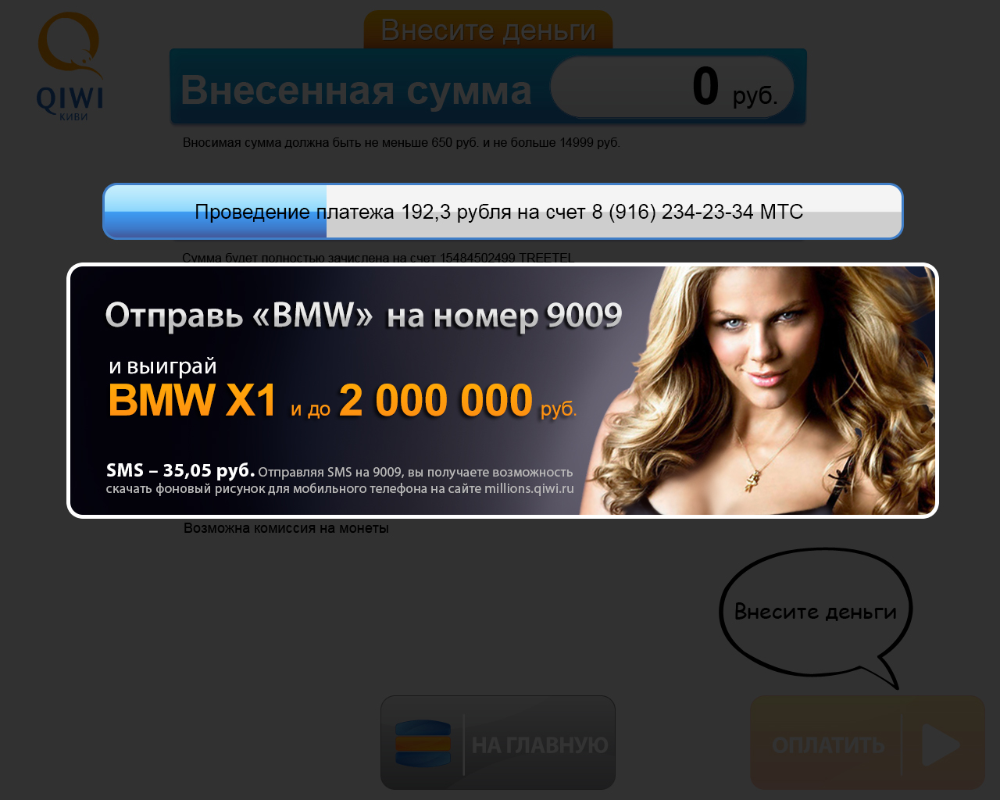 Внесите деньги
QIWI
КИВИ
Внесенная сумма
0 руб.
Вносимая сумма должна быть не меньше 650 руб. и не больше 14999 руб.
Проведение платежа 192,3 рубля на счет 8 (916) 234-23-34 МТС
Сумма будет полностью зачислена на счет 15484502499 TREETEL
Отправь «BMW» на номер 9009
и выиграй
BMW X1 и до 2 000 000 руб.
SMS – 35,05 руб. Отправляя SMS на 9009, вы получаете возможность
скачать фоновый рисунок для мобильного телефона на сайте millions.qiwi.ru
Возможна комиссия на монеты
Внесите деньги
НА ГЛАВНУЮ
ОПЛАТИТЬ